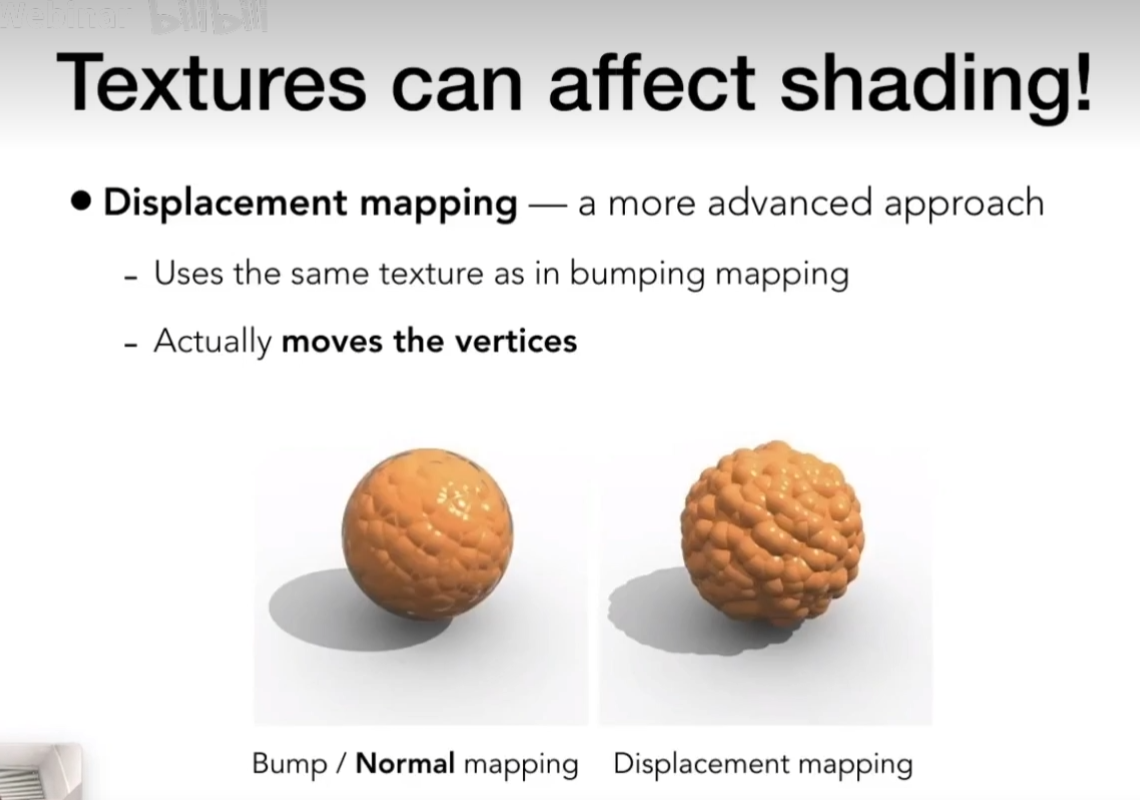 Webinar bilibili
Textures can affect shading!
● Displacement mapping — a more advanced approach
- Uses the same texture as in bumping mapping
- Actually moves the vertices
Bump / Normal mapping Displacement mapping